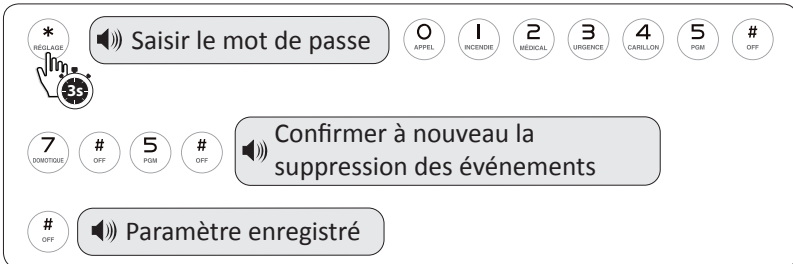 * RÉGLAGE 3s Saisir le mot de passe 0 APPEL 1 INCENDIE 2 MÉDICAL 3 URGENCE 4 CARILLON 5 PGM # OFF
7 DOMOTIQUE # OFF 5 PGM # OFF Confirmer à nouveau la
suppression des événements
# OFF Paramètre enregistré